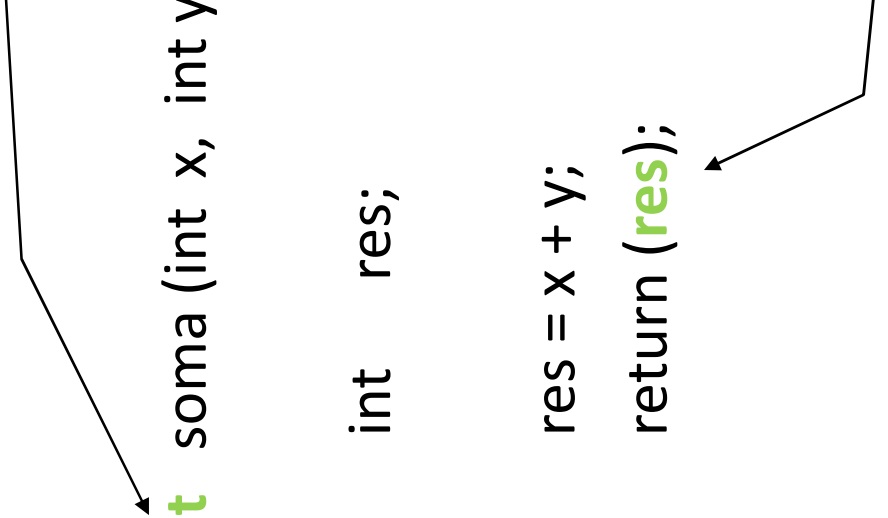 t soma (int x, int y
int res;
res = x + y;
return (res);